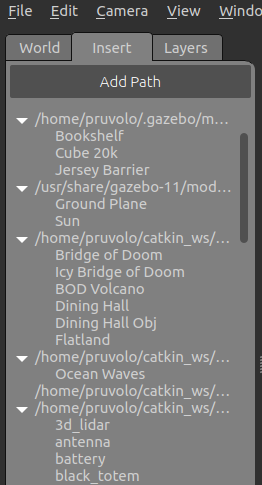 File Edit Camera View Windo
World Insert Layers
Add Path
/home/pruvolo/.gazebo/m...
Bookshelf
Cube 20k
Jersey Barrier
/usr/share/gazebo-11/mod...
Ground Plane
Sun
/home/pruvolo/catkin_ws/...
Bridge of Doom
Icy Bridge of Doom
BOD Volcano
Dining Hall
Dining Hall Obj
Flatland
/home/pruvolo/catkin_ws/...
Ocean Waves
/home/pruvolo/catkin_ws/...
/home/pruvolo/catkin_ws/...
3d_lidar
antenna
battery
black_totem